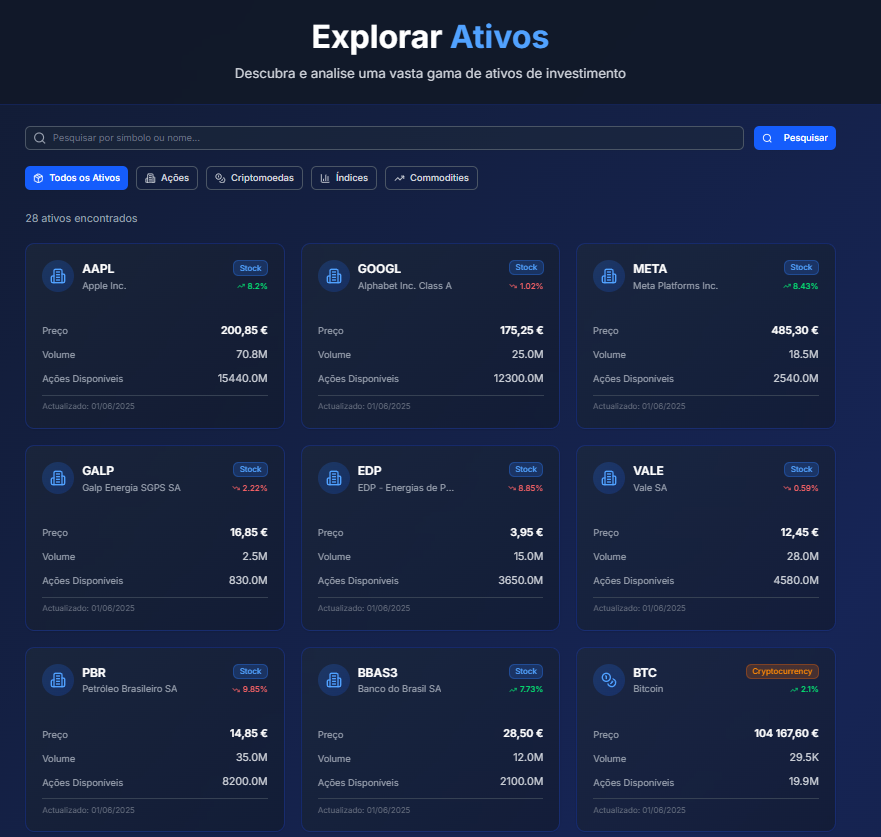 Explorar Ativos
Descubra e analise uma vasta gama de ativos de investimento
Pesquisar por símbolo ou nome...
Pesquisar
Todos os Ativos
Ações
Criptomoedas
Índices
Commodities
28 ativos encontrados
AAPL
Stock
Apple Inc.
8.2%
Preço 200,85 €
Volume 70.8M
Ações Disponíveis 15440.0M
Actualizado: 01/06/2025
GOOGL
Stock
Alphabet Inc. Class A
1.02%
Preço 175,25 €
Volume 25.0M
Ações Disponíveis 12300.0M
Actualizado: 01/06/2025
META
Stock
Meta Platforms Inc.
8.43%
Preço 485,30 €
Volume 18.5M
Ações Disponíveis 2540.0M
Actualizado: 01/06/2025
GALP
Stock
Galp Energia SGPS SA
2.22%
Preço 16,85 €
Volume 2.5M
Ações Disponíveis 830.0M
Actualizado: 01/06/2025
EDP
Stock
EDP - Energias de P...
8.85%
Preço 3,95 €
Volume 15.0M
Ações Disponíveis 3650.0M
Actualizado: 01/06/2025
VALE
Stock
Vale SA
0.59%
Preço 12,45 €
Volume 28.0M
Ações Disponíveis 4580.0M
Actualizado: 01/06/2025
PBR
Stock
Petróleo Brasileiro SA
9.85%
Preço 14,85 €
Volume 35.0M
Ações Disponíveis 8200.0M
Actualizado: 01/06/2025
BBAS3
Stock
Banco do Brasil SA
7.73%
Preço 28,50 €
Volume 12.0M
Ações Disponíveis 2100.0M
Actualizado: 01/06/2025
BTC
Cryptocurrency
Bitcoin
2.1%
Preço 104 167,60 €
Volume 29.5K
Ações Disponíveis 19.9M
Actualizado: 01/06/2025